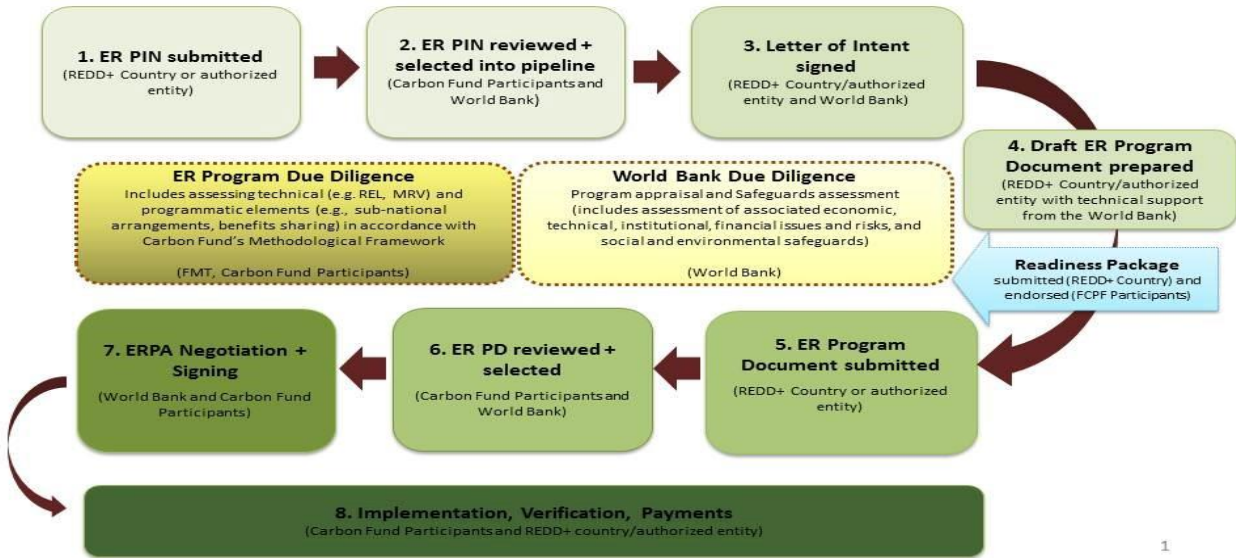 1. ER PIN submitted
(REDD+ Country or authorized
entity)
2. ER PIN reviewed +
selected into pipeline
(Carbon Fund Participants and
World Bank)
3. Letter of Intent
signed
(REDD+ Country/authorized
entity and World Bank)
4. Draft ER Program
Document prepared
(REDD+ Country/authorized
entity with technical support
from the World Bank)
ER Program Due Diligence
Includes assessing technical (e.g. REL, MRV) and
programmatic elements (e.g., sub-national
arrangements, benefits sharing) in accordance with
Carbon Fund's Methodological Framework
(FMT, Carbon Fund Participants)
World Bank Due Diligence
Program appraisal and Safeguards assessment
(includes assessment of associated economic,
technical, institutional, financial issues and risks, and
social and environmental safeguards)
(World Bank)
Readiness Package
submitted (REDD+ Country) and
endorsed (FCPF Participants)
5. ER Program
Document submitted
(REDD+ Country or authorized
entity)
6. ER PD reviewed +
selected
(Carbon Fund Participants and
World Bank)
7. ERPA Negotiation +
Signing
(World Bank and Carbon Fund
Participants)
8. Implementation, Verification, Payments
(Carbon Fund Participants and REDD+ country/authorized entity)
1